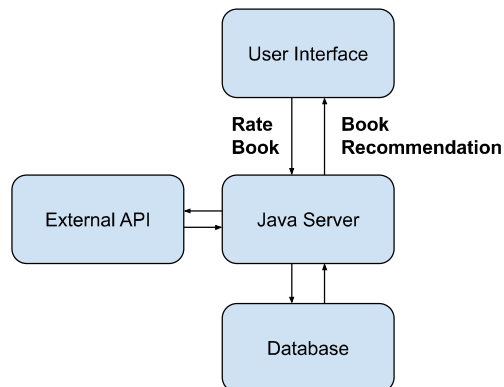 User Interface
Rate
Book
Book
Recommendation
External API
Java Server
Database